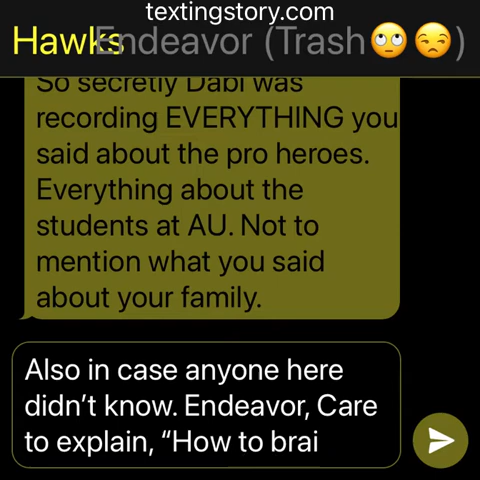 textingstory.com
Hawks Endeavor (Trash🙄😒)
So secretly Dabi was
recording EVERYTHING you
said about the pro heroes.
Everything about the
students at AU. Not to
mention what you said
about your family.
Also in case anyone here
didn’t know. Endeavor, Care
to explain, “How to brai